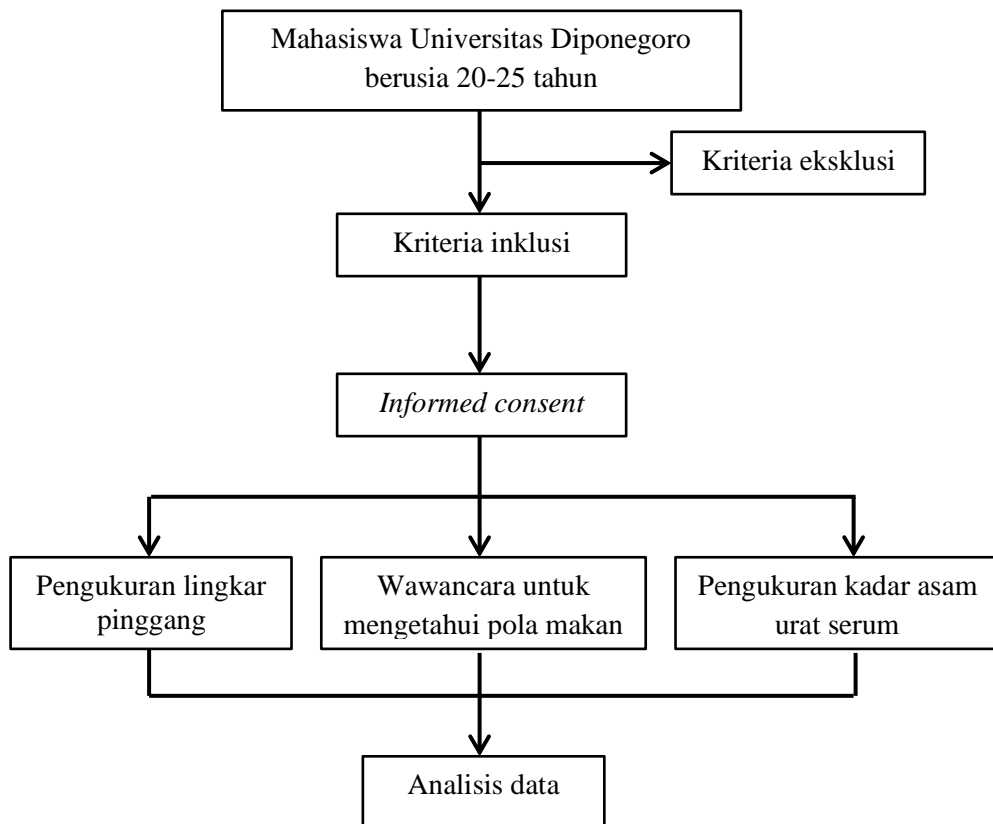 Mahasiswa Universitas Diponegoro
berusia 20-25 tahun
Kriteria eksklusi
Kriteria inklusi
Informed consent
Pengukuran lingkar
pinggang
Wawancara untuk
mengetahui pola makan
Pengukuran kadar asam
urat serum
Analisis data